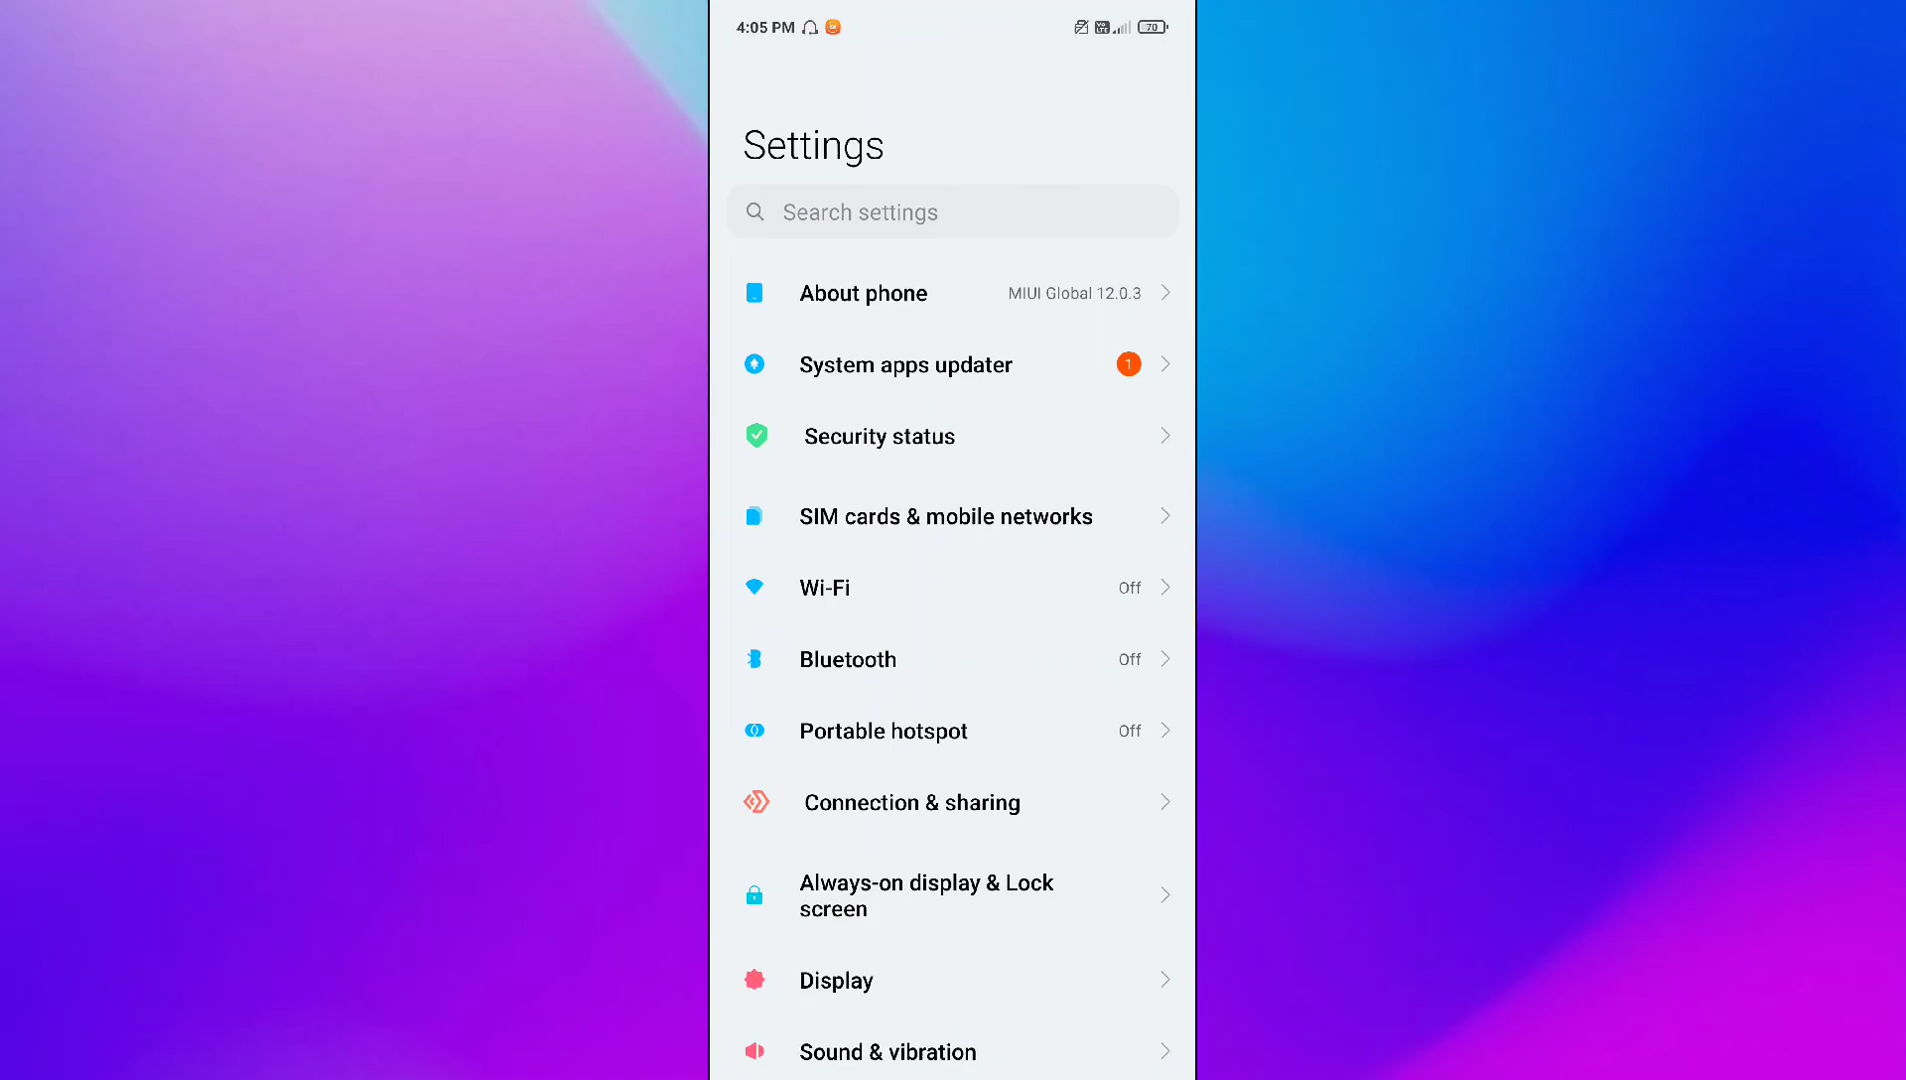 4:05 PM
70
Settings
Search settings
About phone MIUI Global 12.0.3
System apps updater 1
Security status
SIM cards & mobile networks
Wi-Fi Off
Bluetooth Off
Portable hotspot Off
Connection & sharing
Always-on display & Lock
screen
Display
Sound & vibration